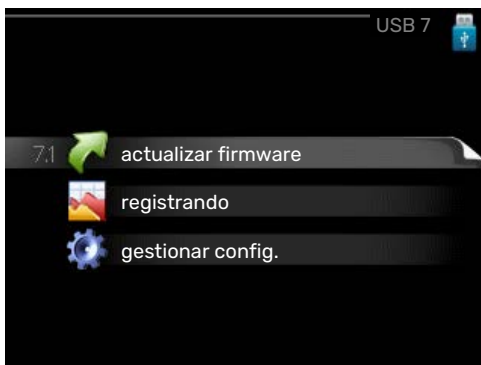 USB 7
7.1 actualizar firmware
registrando
gestionar config.